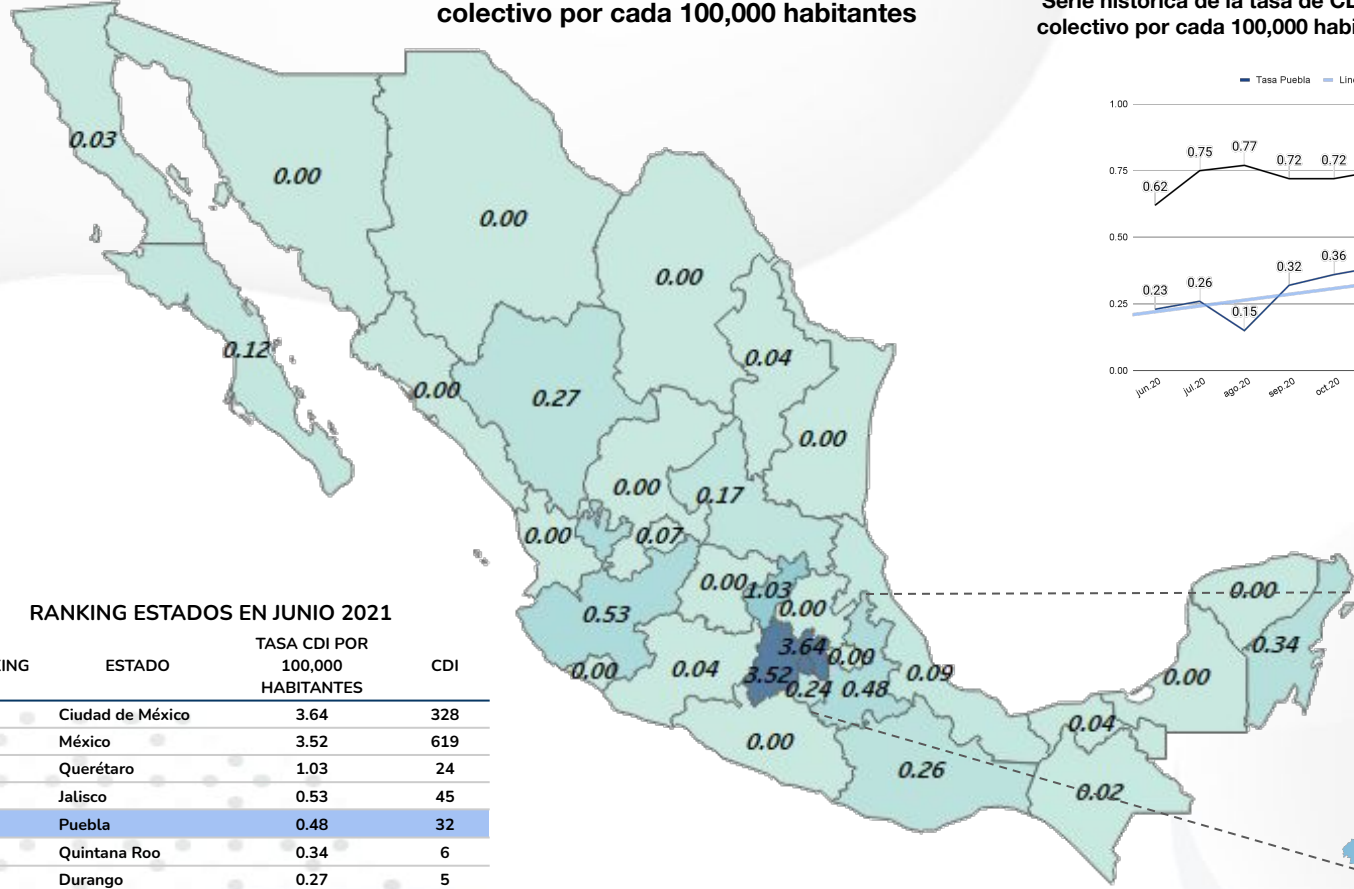 colectivo por cada 100,000 habitantes
Serie histórica de la tasa de
colectivo por cada 100,000
Tasa Puebla
1.00
0.75
0.50
0.25
0.00
0.62
0.75
0.77
0.72
0.72
0.23
0.26
0.15
0.32
0.36
jun.20
jul.20
ago.20
sep.20
oct.20
0.03
0.00
0.00
0.00
0.12
0.04
0.00
0.27
0.00
0.00
0.17
0.00
0.07
0.00
1.03
0.00
0.53
3.64
0.00
0.00
0.04
3.52
0.24
0.48
0.09
0.00
0.26
0.04
0.02
0.00
0.00
0.34
RANKING ESTADOS EN JUNIO 2021
ESTADO
TASA CDI POR
100,000
HABITANTES
CDI
Ciudad de México 3.64 328
México 3.52 619
Querétaro 1.03 24
Jalisco 0.53 45
Puebla 0.48 32
Quintana Roo 0.34 6
Durango 0.27 5